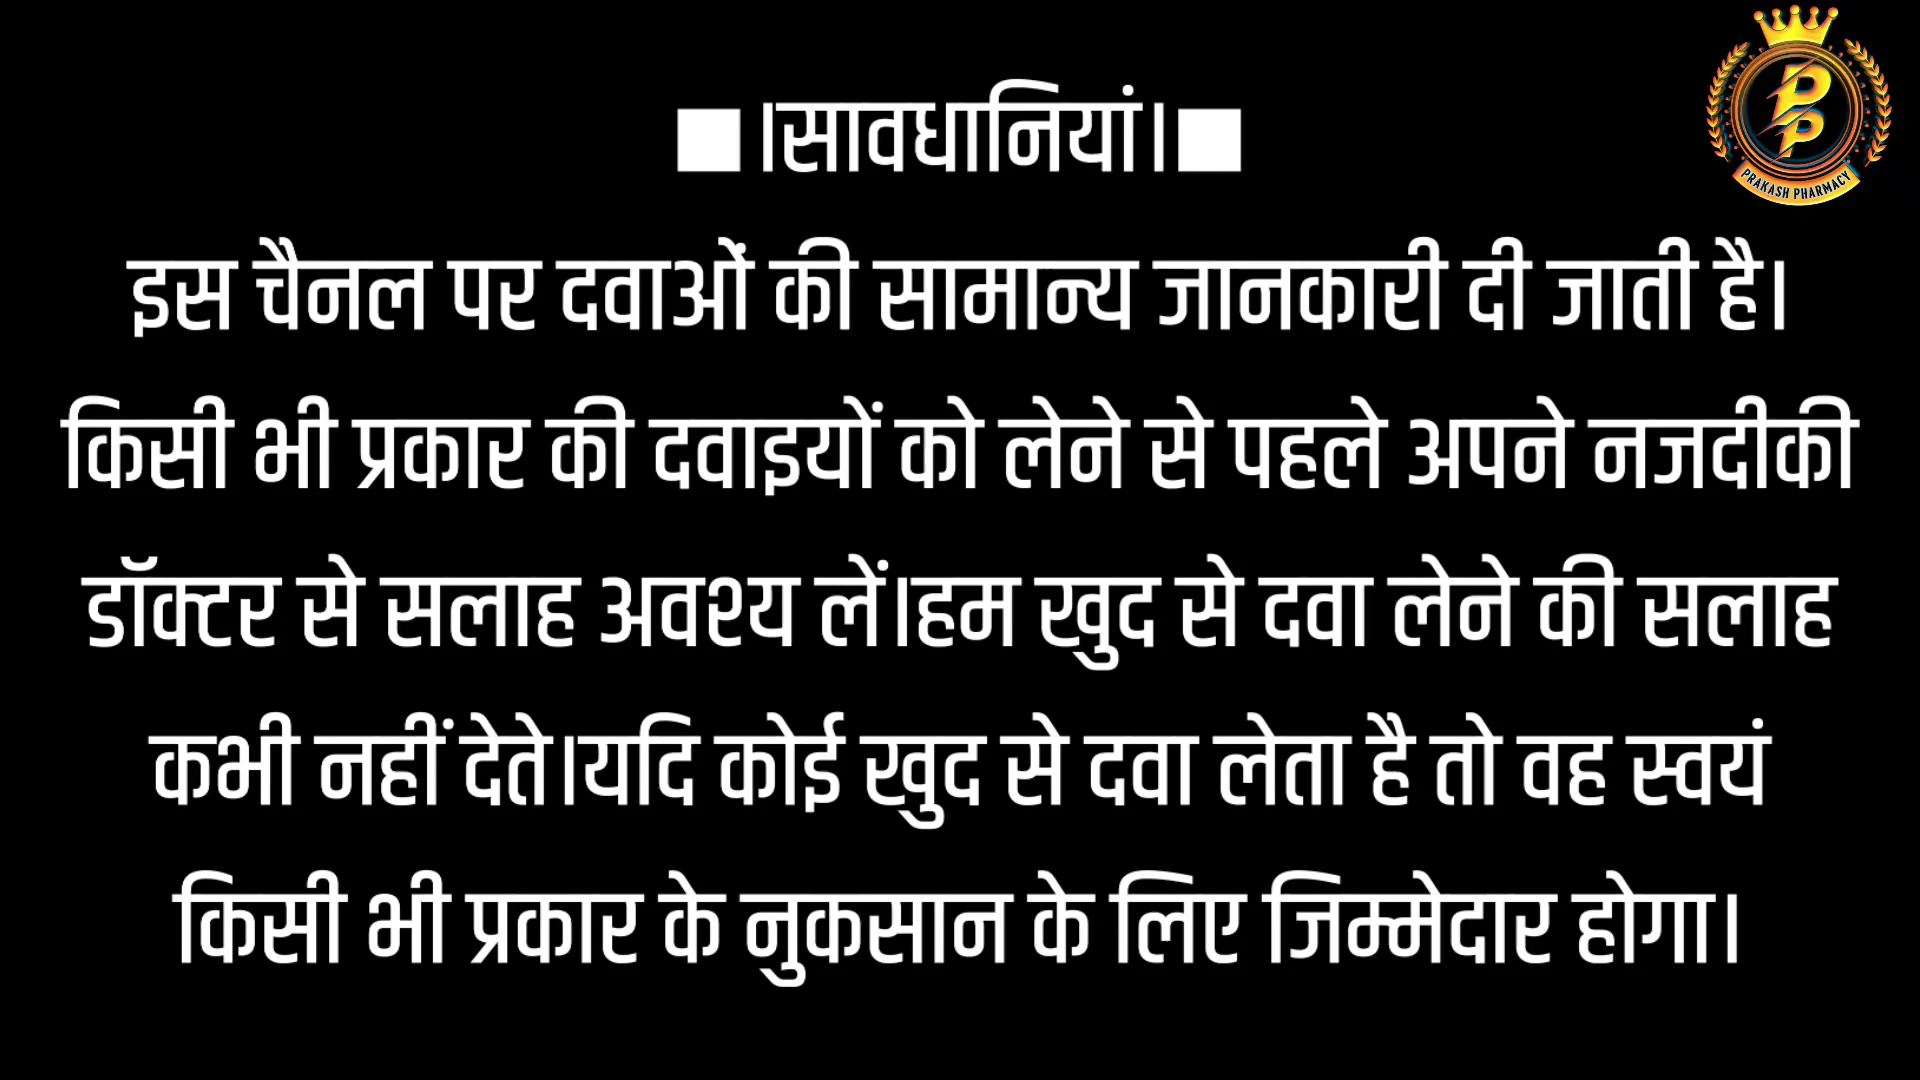 ■।सावधानियां।■
इस चैनल पर दवाओं की सामान्य जानकारी दी जाती है।
किसी भी प्रकार की दवाइयों को लेने से पहले अपने नजदीकी
डॉक्टर से सलाह अवश्य लें।हम खुद से दवा लेने की सलाह
कभी नहीं देते।यदि कोई खुद से दवा लेता है तो वह स्वयं
किसी भी प्रकार के नुकसान के लिए जिम्मेदार होगा।
PP
PRAKASH PHARMACY